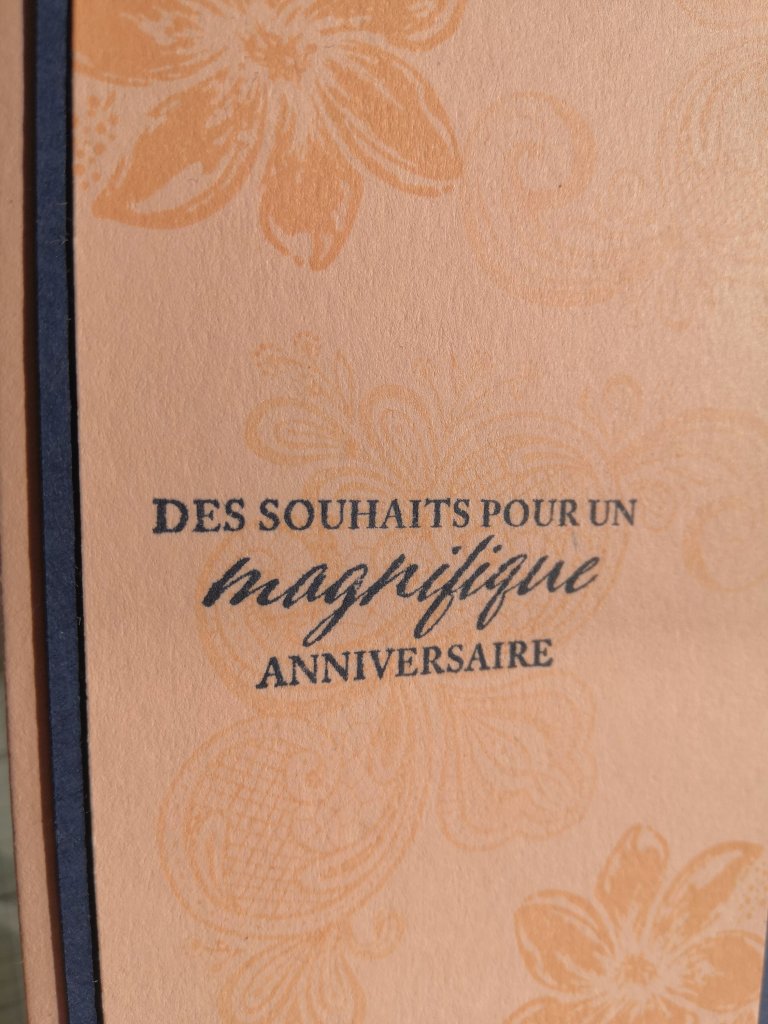 DES SOUHAITS POUR UN
magnifique
ANNIVERSAIRE